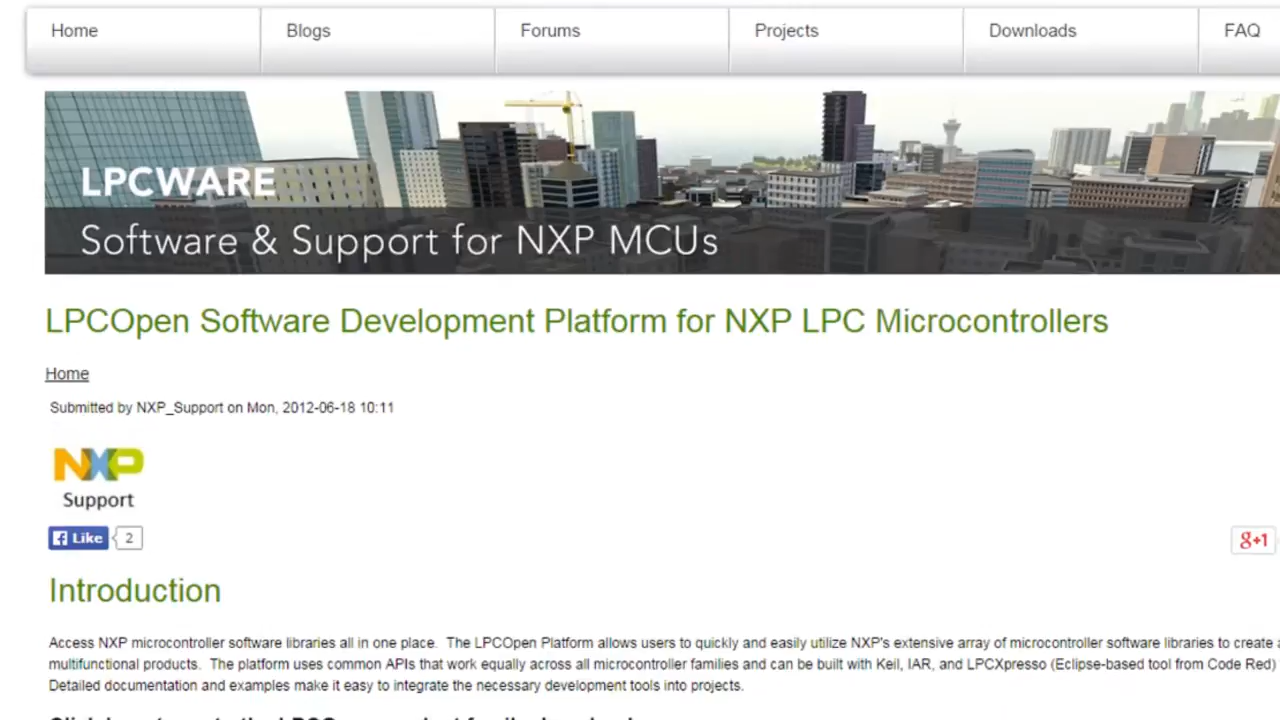 Home
Blogs
Forums
Projects
Downloads
FAQ
LPCWARE
Software & Support for NXP MCUs
LPCOpen Software Development Platform for NXP LPC Microcontrollers
Home
Submitted by NXP_Support on Mon, 2012-06-18 10:11
NXP
Support
Like 2
g+1
Introduction
Access NXP microcontroller software libraries all in one place. The LPCOpen Platform allows users to quickly and easily utilize NXP's extensive array of microcontroller software libraries to create
multifunctional products. The platform uses common APIs that work equally across all microcontroller families and can be built with Keil, IAR, and LPCXpresso (Eclipse-based tool from Code Red)
Detailed documentation and examples make it easy to integrate the necessary development tools into projects.